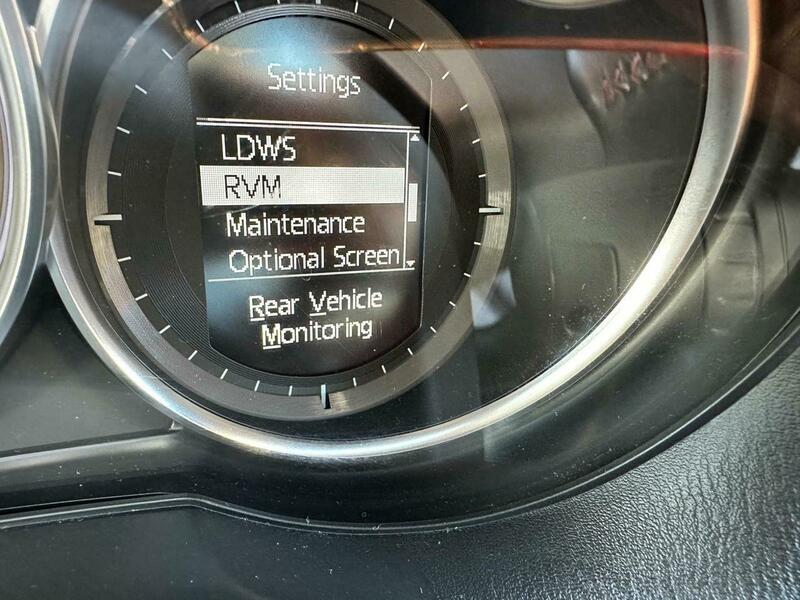 Settings
LDWS
RVM
Maintenance
Optional Screen
Rear Vehicle
Monitoring